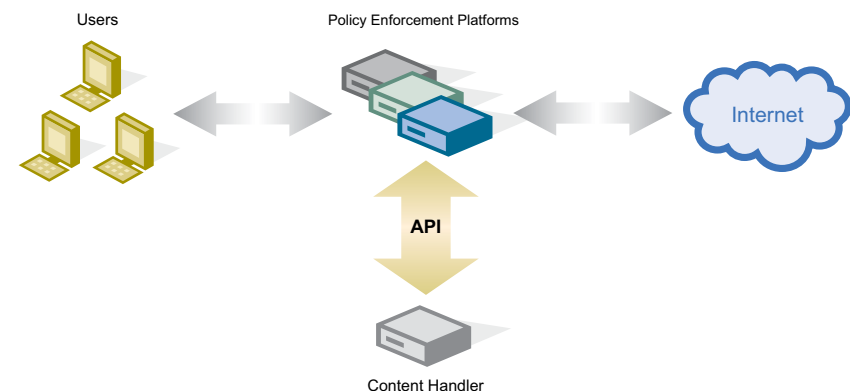 Users
Policy Enforcement Platforms
Internet
API
Content Handler